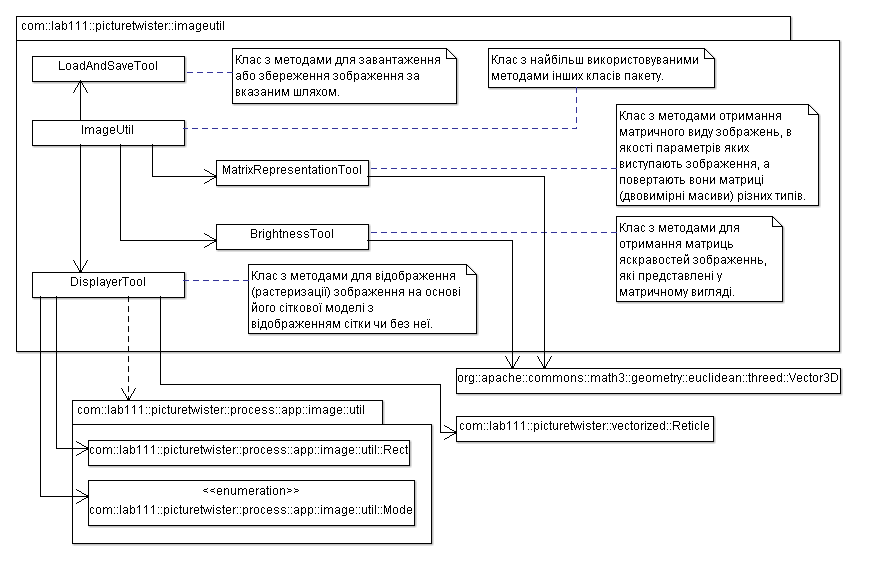 com::lab111::picturetwister::imageutil
LoadAndSaveTool
Клас з методами для завантаження
або збереження зображення за
вказаним шляхом.
Клас з найбільш використовуваними
методами інших класів пакету.
ImageUtil
Клас з методами отримання
матричного виду зображень, в
якості параметрів яких
виступають зображення, а
повертають вони матриці
(двовимірні масиви) різних типів.
MatrixRepresentationTool
BrightnessTool
Клас з методами для
отримання матриць
яскравостей зображеннь,
які представлені у
матричному вигляді.
DisplayerTool
Клас з методами для відображення
(растеризації) зображення на основі
його сіткової моделі з
відображенням сітки чи без неї.
org::apache::commons::math3::geometry::euclidean::threed::Vector3D
com::lab111::picturetwister::process::app::image::util
com::lab111::picturetwister::vectorized::Reticle
com::lab111::picturetwister::process::app::image::util::Rect
<<enumeration>>
com::lab111::picturetwister::process::app::image::util::Mode